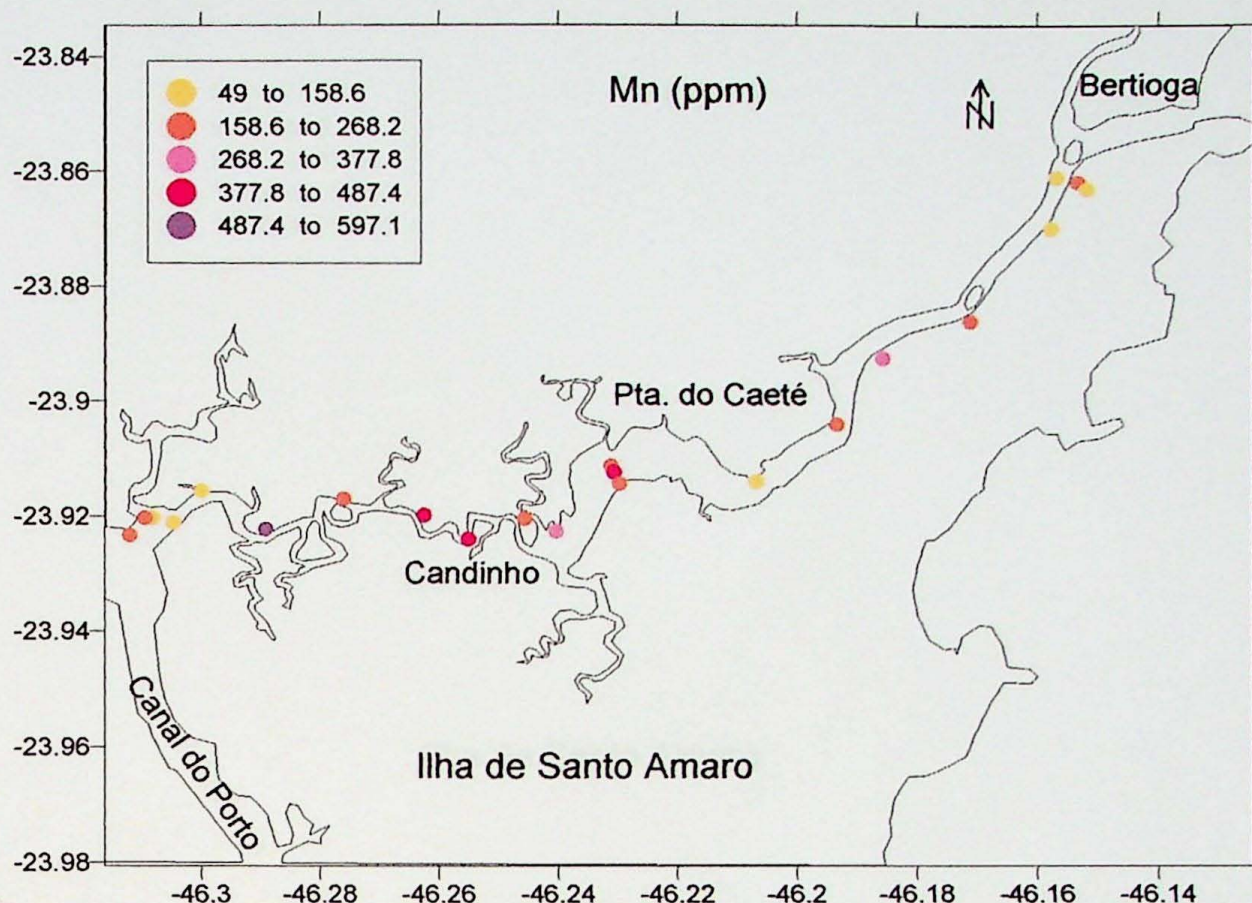 -23.84
-23.86
-23.88
-23.9
-23.92
-23.94
-23.96
-23.98
49 to 158.6
158.6 to 268.2
268.2 to 377.8
377.8 to 487.4
487.4 to 597.1
Mn (ppm)
N
Bertioga
Pta. do Caeté
Candinho
Canal do Porto
Ilha de Santo Amaro
-46.3
-46.28
-46.26
-46.24
-46.22
-46.2
-46.18
-46.16
-46.14